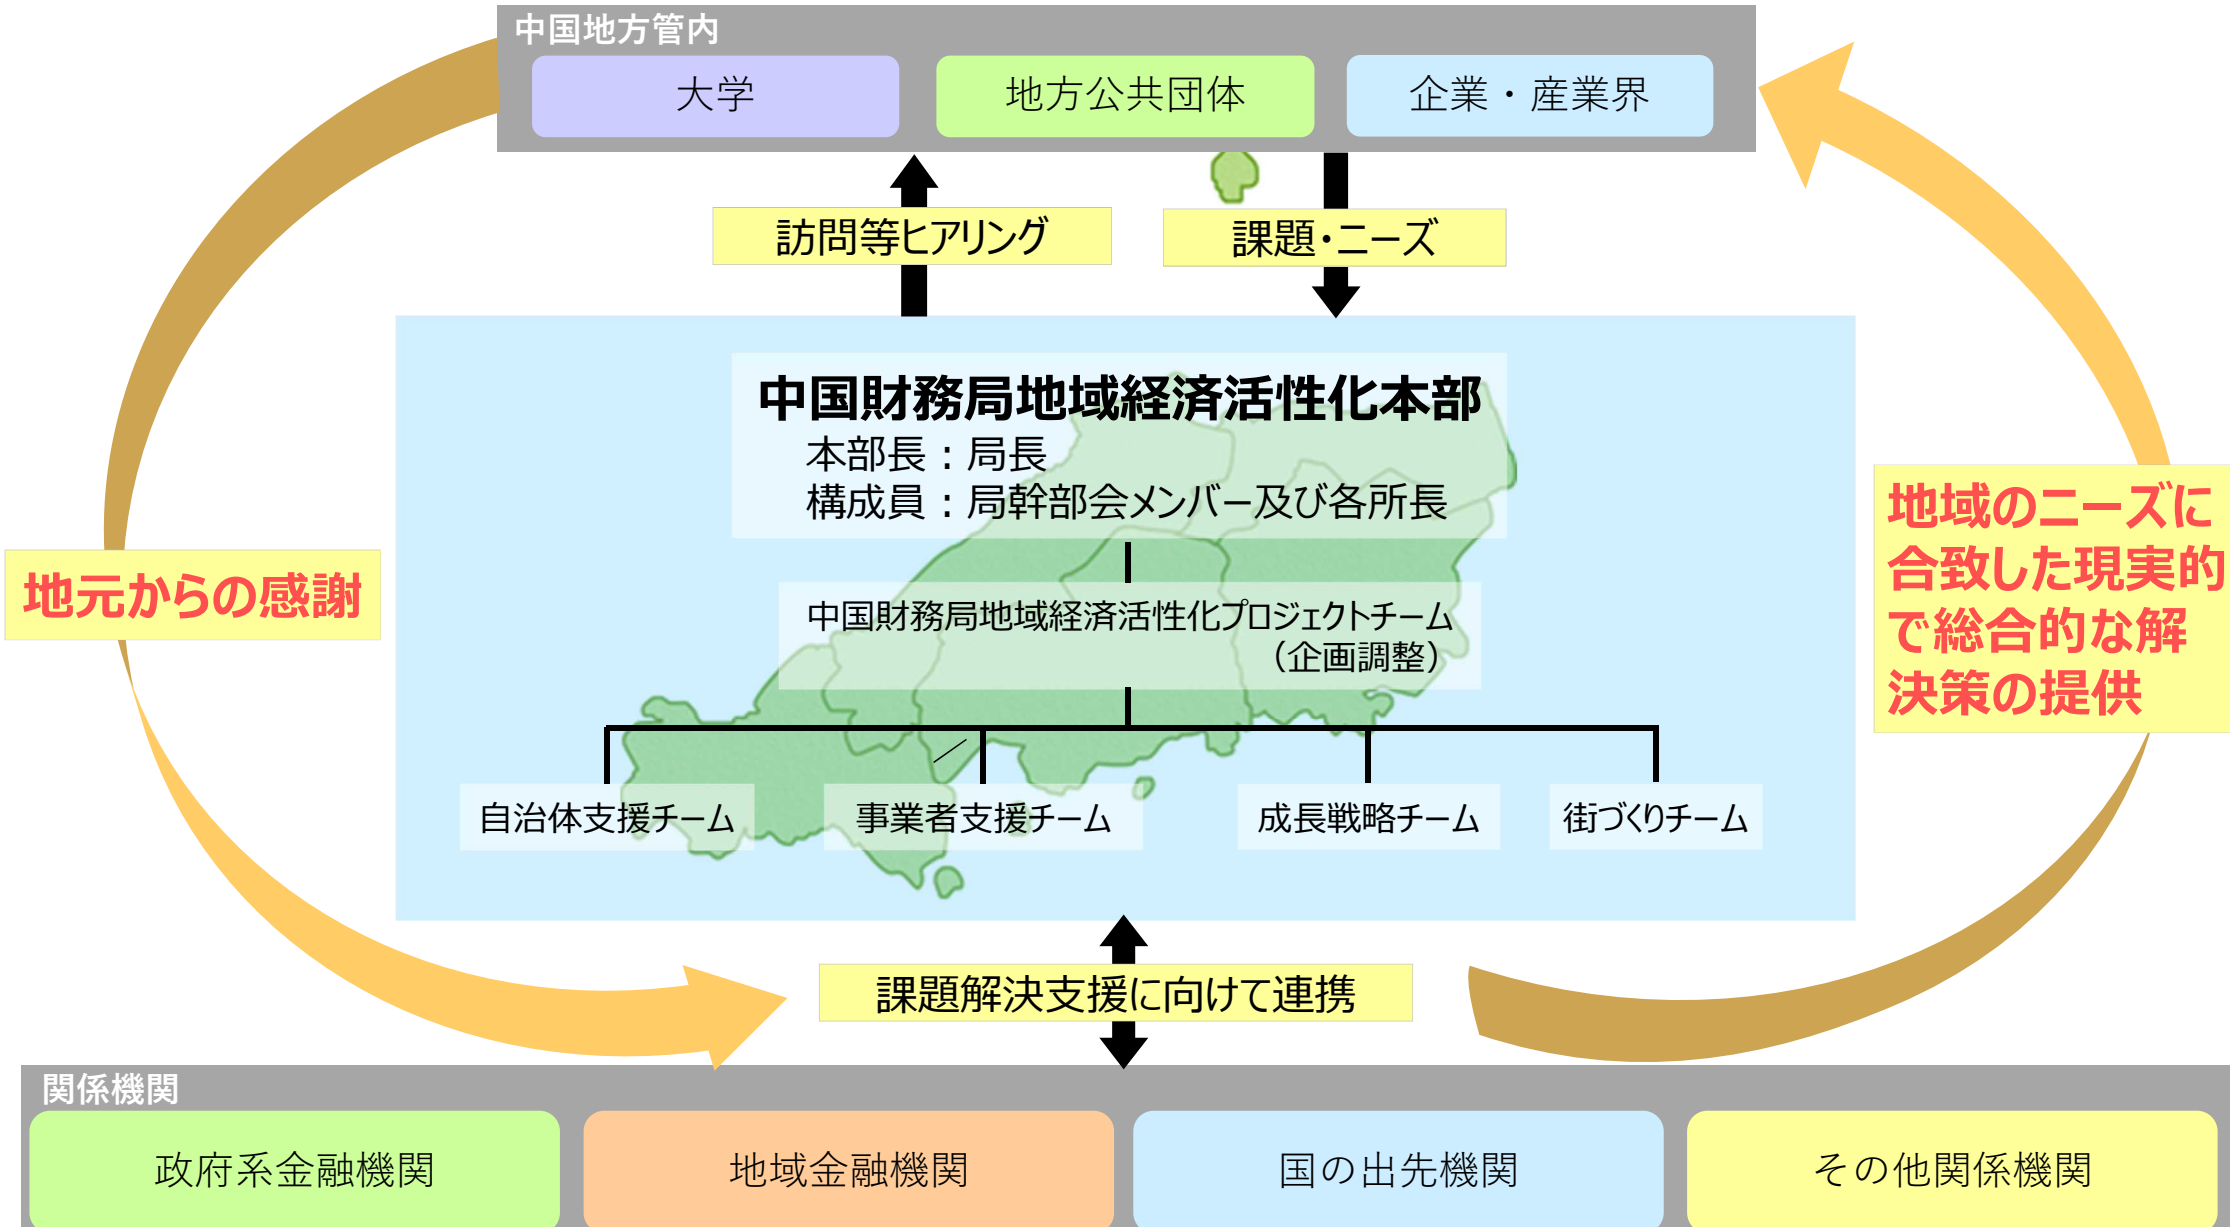 中国地方管内
大学
地方公共団体
企業・産業界
訪問等ヒアリング
課題・ニーズ
中国財務局地域経済活性化本部
本部長：局長
構成員：局幹部会メンバー及び各所長
地元からの感謝
地域のニーズに
合致した現実的
で総合的な解
決策の提供
中国財務局地域経済活性化プロジェクトチーム
（企画調整）
自治体支援チーム
事業者支援チーム
成長戦略チーム
街づくりチーム
課題解決支援に向けて連携
関係機関
政府系金融機関
地域金融機関
国の出先機関
その他関係機関